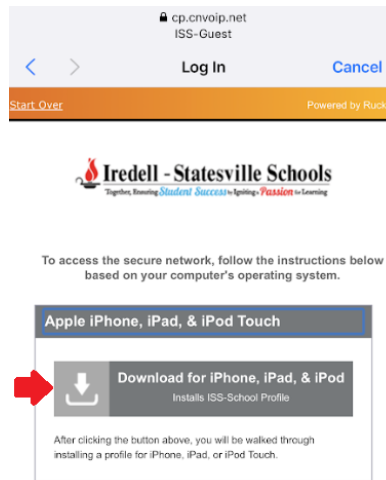 cp.cnvoip.net
ISS-Guest
Log In
Cancel
Start Over
Powered by Ruck
Iredell - Statesville Schools
Together, Ensuring Student Success by Igniting a Passion for Learning
To access the secure network, follow the instructions below
based on your computer's operating system.
Apple iPhone, iPad, & iPod Touch
Download for iPhone, iPad, & iPod
Installs ISS-School Profile
After clicking the button above, you will be walked through
installing a profile for iPhone, iPad, or iPod Touch.